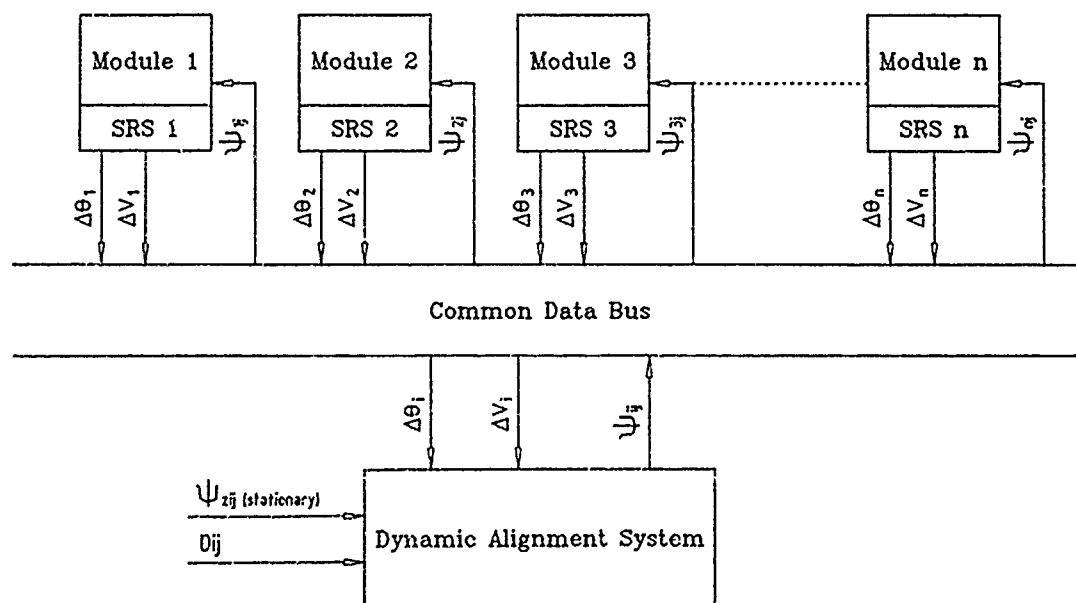 Module 1
Module 2
Module 3
Module n
SRS 1
SRS 2
SRS 3
SRS n
Δθ₁
ΔV₁
ψ₁ⱼ
Δθ₂
ΔV₂
ψ₂ⱼ
Δθ₃
ΔV₃
ψ₃ⱼ
Δθₙ
ΔVₙ
ψₙⱼ
Common Data Bus
Δθᵢ
ΔVᵢ
ψᵢⱼ
ψzij (stationary)
Dij
Dynamic Alignment System